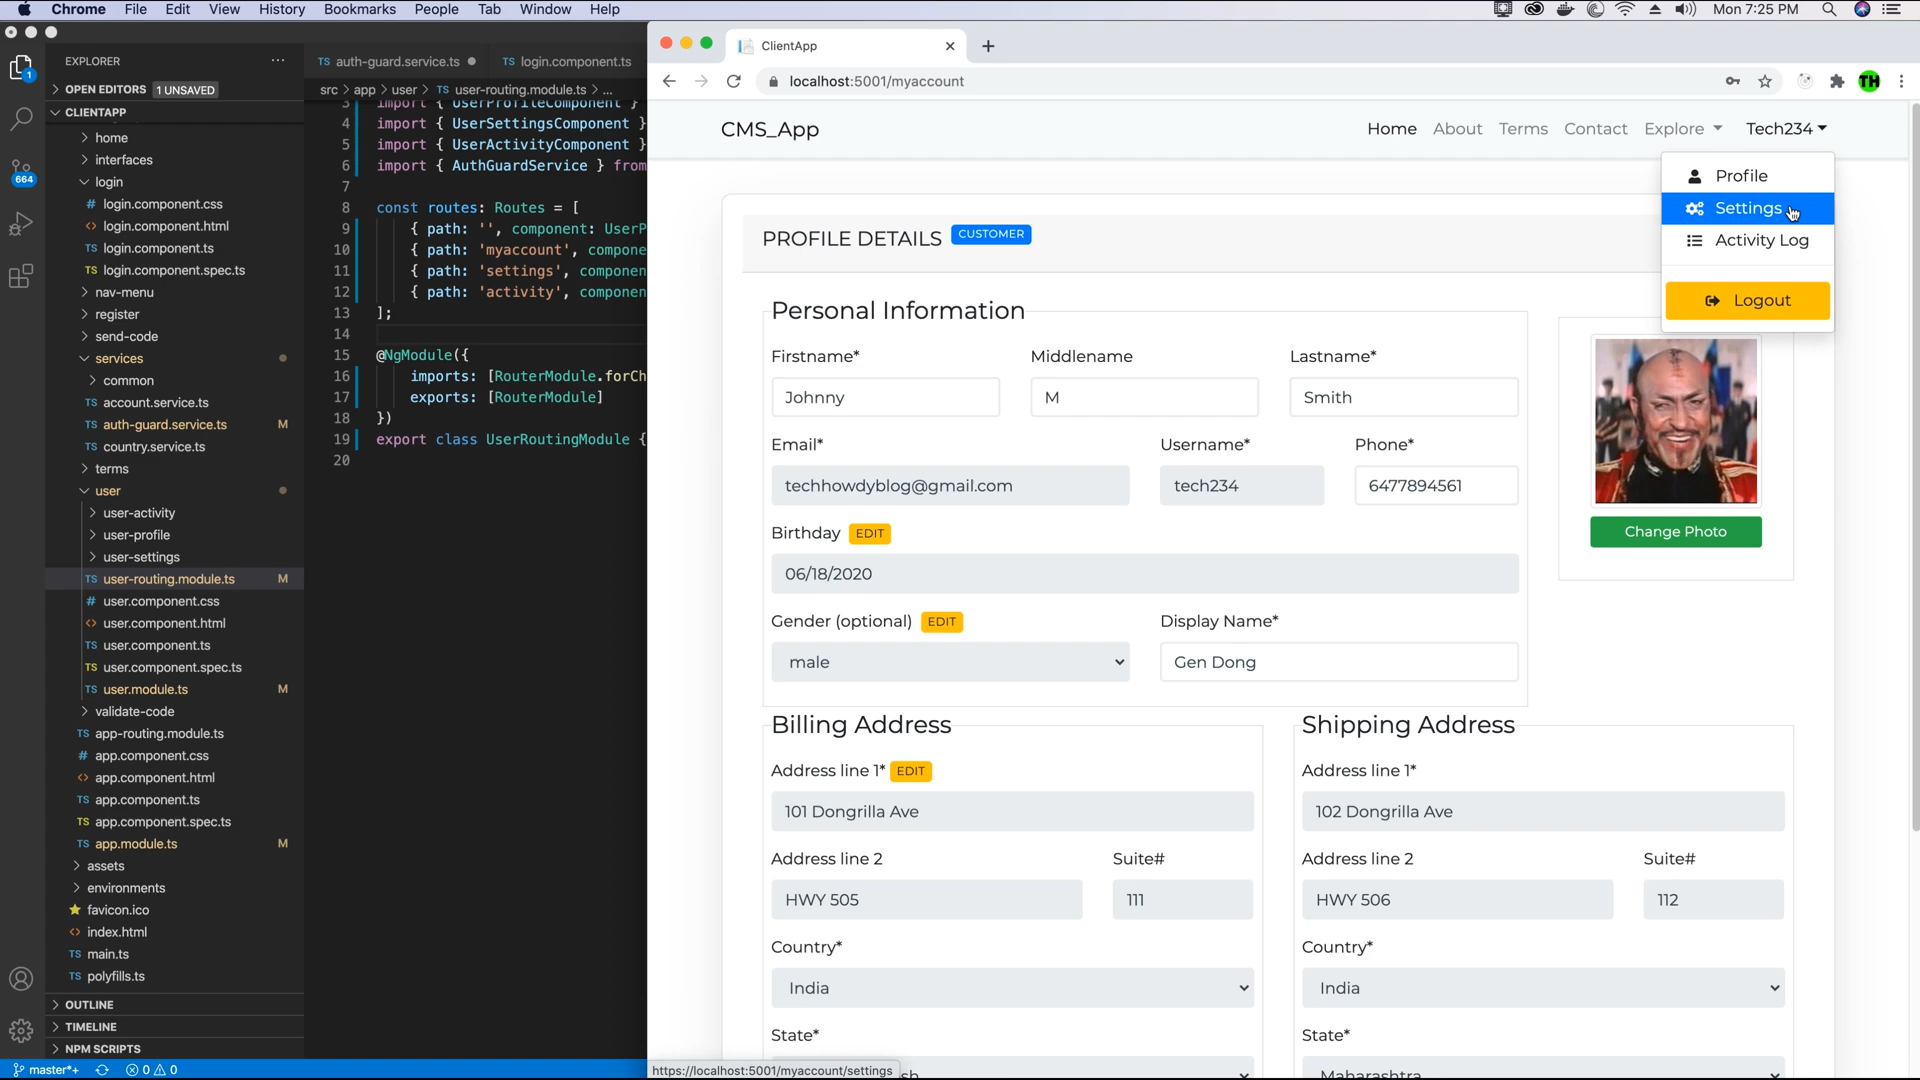 Chrome File Edit View History Bookmarks People Tab Window Help
Mon 7:25 PM
EXPLORER
OPEN EDITORS 1 UNSAVED
CLIENTAPP
home
interfaces
login
login.component.css
login.component.html
login.component.ts
login.component.spec.ts
nav-menu
register
send-code
services
common
account.service.ts
auth-guard.service.ts M
country.service.ts
terms
user
user-activity
user-profile
user-settings
user-routing.module.ts M
user.component.css
user.component.html
user.component.ts
user.component.spec.ts
user.module.ts M
validate-code
app-routing.module.ts
app.component.css
app.component.html
app.component.ts
app.component.spec.ts
app.module.ts M
assets
environments
favicon.ico
index.html
main.ts
polyfills.ts
OUTLINE
TIMELINE
NPM SCRIPTS
1
664
master*+ 0 0
TS auth-guard.service.ts TS login.component.ts
src > app > user > TS user-routing.module.ts > ...
3 import { UserProfileComponent }
4 import { UserSettingsComponent }
5 import { UserActivityComponent }
6 import { AuthGuardService } from
7
8 const routes: Routes = [
9 { path: '', component: UserP
10 { path: 'myaccount', compone
11 { path: 'settings', componen
12 { path: 'activity', componen
13 ];
14
15 @NgModule({
16 imports: [RouterModule.forCh
17 exports: [RouterModule]
18 })
19 export class UserRoutingModule {
20
ClientApp
localhost:5001/myaccount
TH
CMS_App
Home About Terms Contact Explore Tech234
Profile
Settings
Activity Log
Logout
PROFILE DETAILS CUSTOMER
Personal Information
Firstname* Middlename Lastname*
Johnny M Smith
Email* Username* Phone*
techhowdyblog@gmail.com tech234 6477894561
Birthday EDIT
06/18/2020
Gender (optional) EDIT Display Name*
male Gen Dong
Change Photo
Billing Address
Address line 1* EDIT
101 Dongrilla Ave
Address line 2 Suite#
HWY 505 111
Country*
India
State*
sh
Shipping Address
Address line 1*
102 Dongrilla Ave
Address line 2 Suite#
HWY 506 112
Country*
India
State*
Maharashtra
https://localhost:5001/myaccount/settings